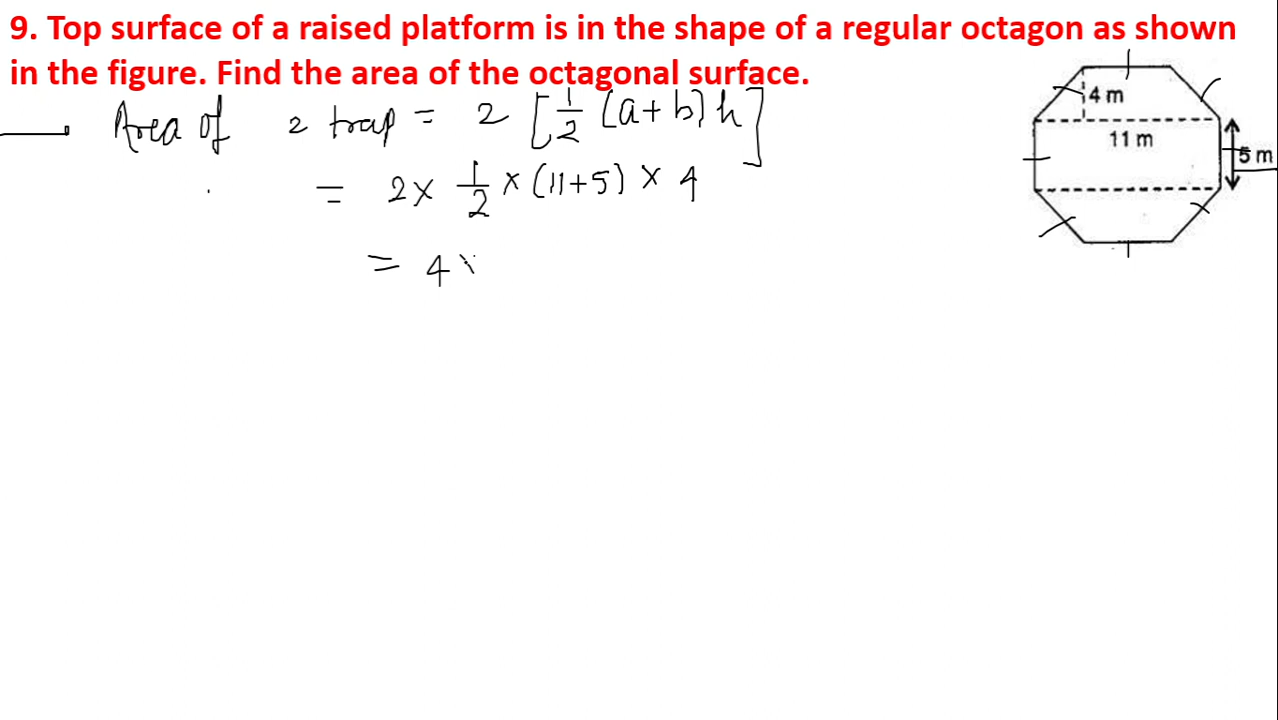 9. Top surface of a raised platform is in the shape of a regular octagon as shown
in the figure. Find the area of the octagonal surface.
Area of 2 trap = 2 [1/2 (a+b) h]
= 2 × 1/2 × (11+5) × 4
= 4 ×
4 m
11 m
5 m